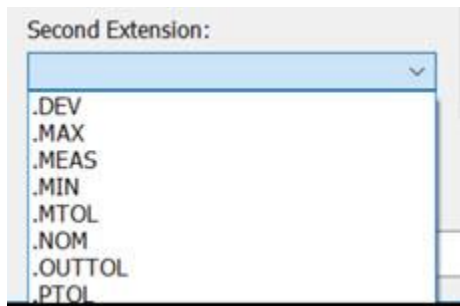 Second Extension:
.DEV
.MAX
.MEAS
.MIN
.MTOL
.NOM
.OUTTOL
.PTOL